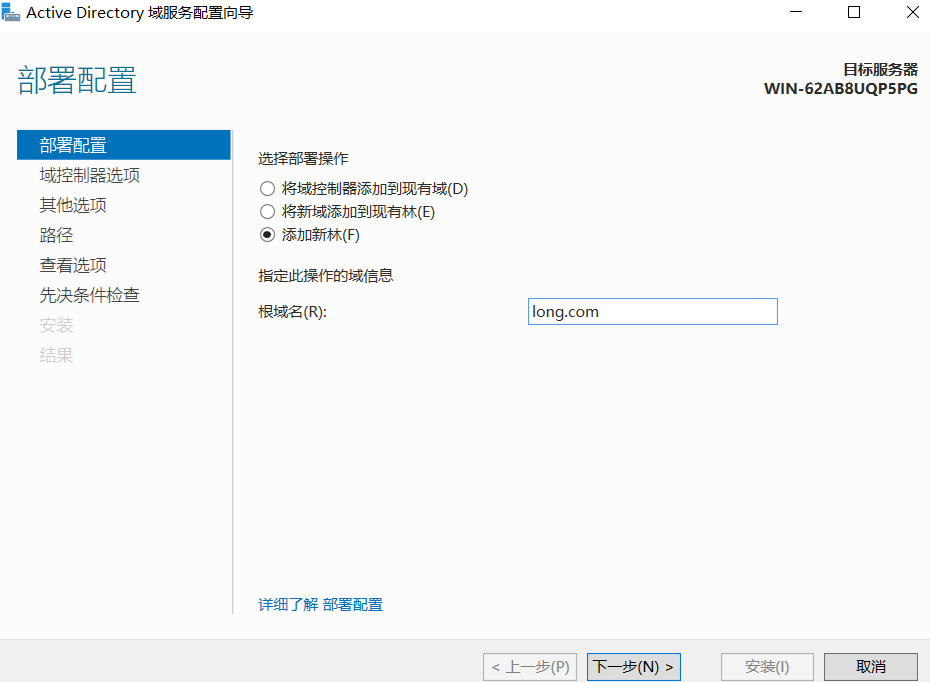 Active Directory 域服务配置向导
部署配置
目标服务器
WIN-62AB8UQP5PG
部署配置
域控制器选项
其他选项
路径
查看选项
先决条件检查
安装
结果
选择部署操作
将域控制器添加到现有域(D)
将新域添加到现有林(E)
添加新林(F)
指定此操作的域信息
根域名(R):
long.com
详细了解 部署配置
< 上一步(P)
下一步(N) >
安装(I)
取消